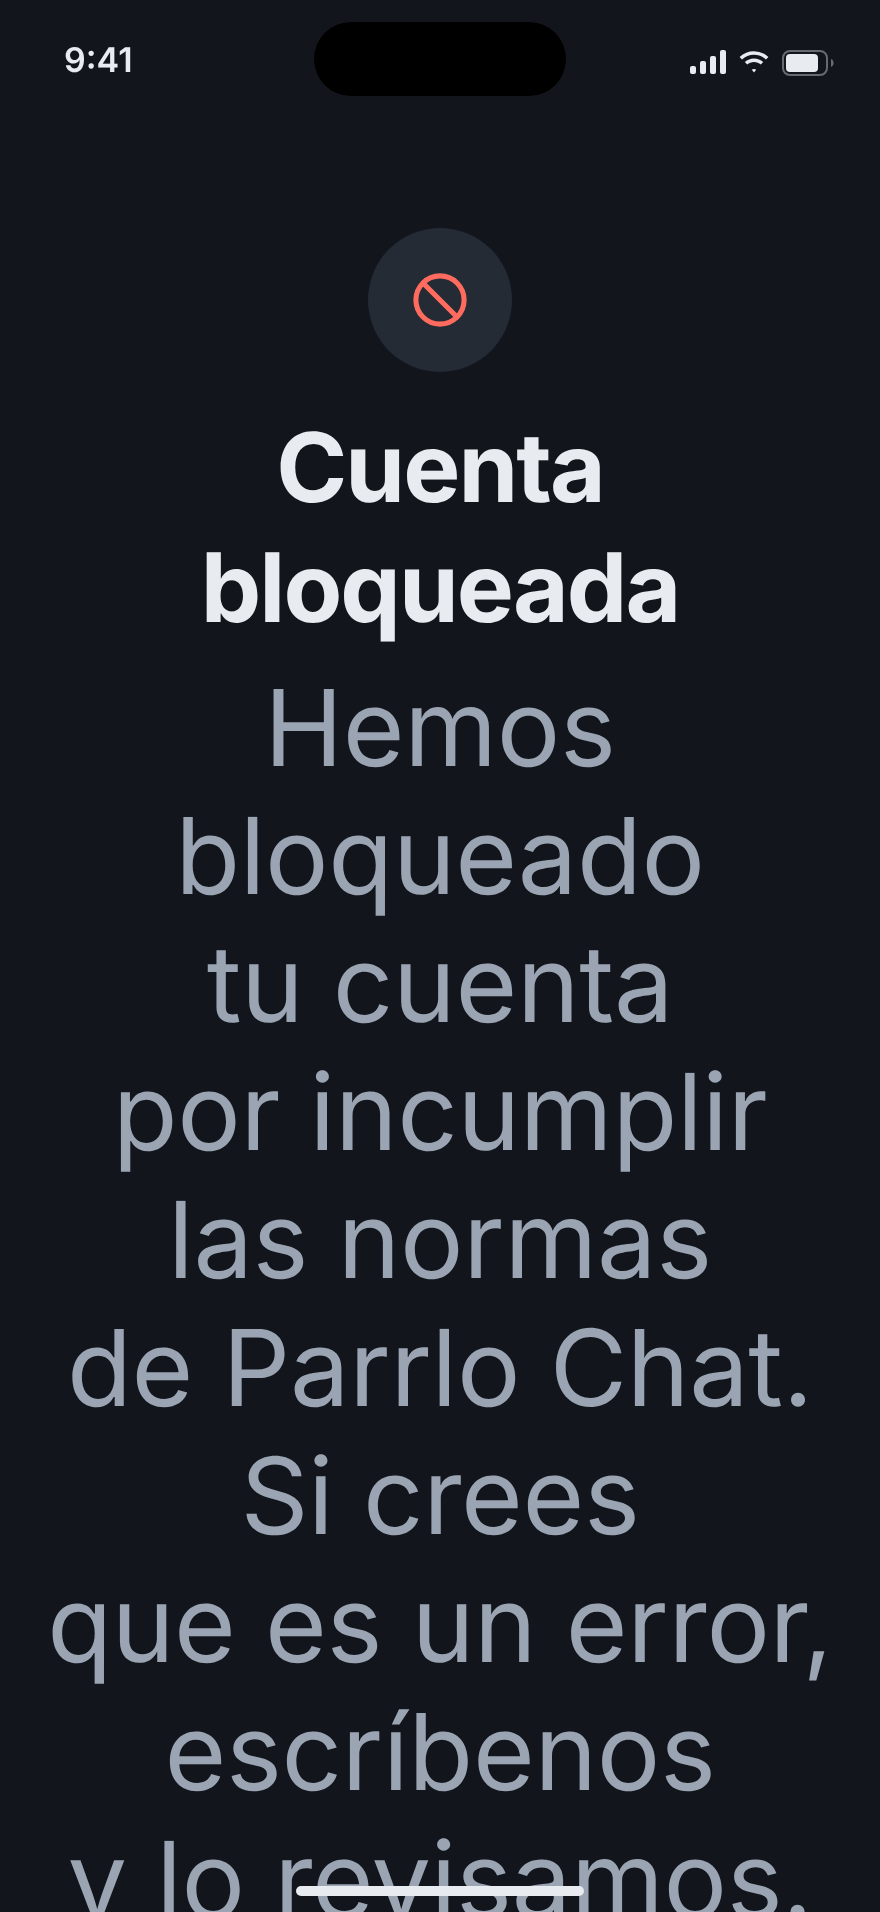 9:41
Cuenta
bloqueada
Hemos
bloqueado
tu cuenta
por incumplir
las normas
de Parrlo Chat.
Si crees
que es un error,
escríbenos
y lo revisamos.